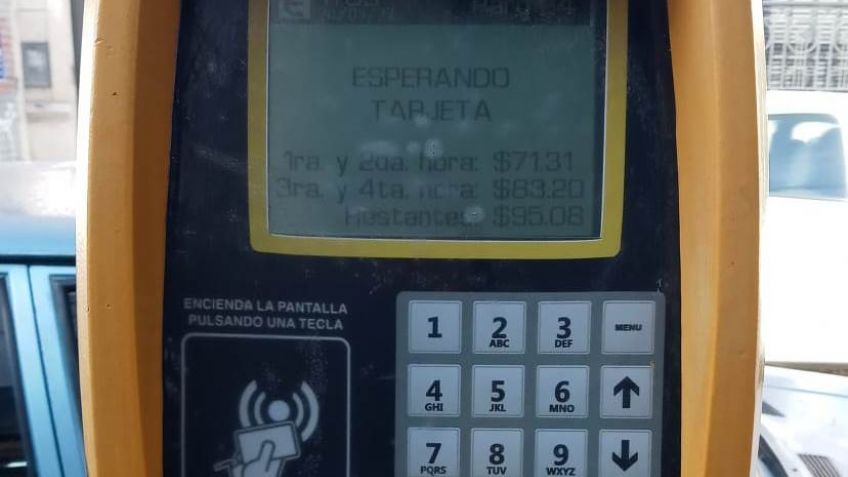 ESPERANDO
TARJETA
1ra. y 2da. hora: $71.31
3ra. y 4ta. hora: $83.20
Restantes: $95.08
ENCIENDA LA PANTALLA
PULSANDO UNA TECLA
1 2 3 MENU
ABC DEF
4 5 6 ↑
GHI JKL MNO
7 8 9 ↓
PQRS TUV WXYZ